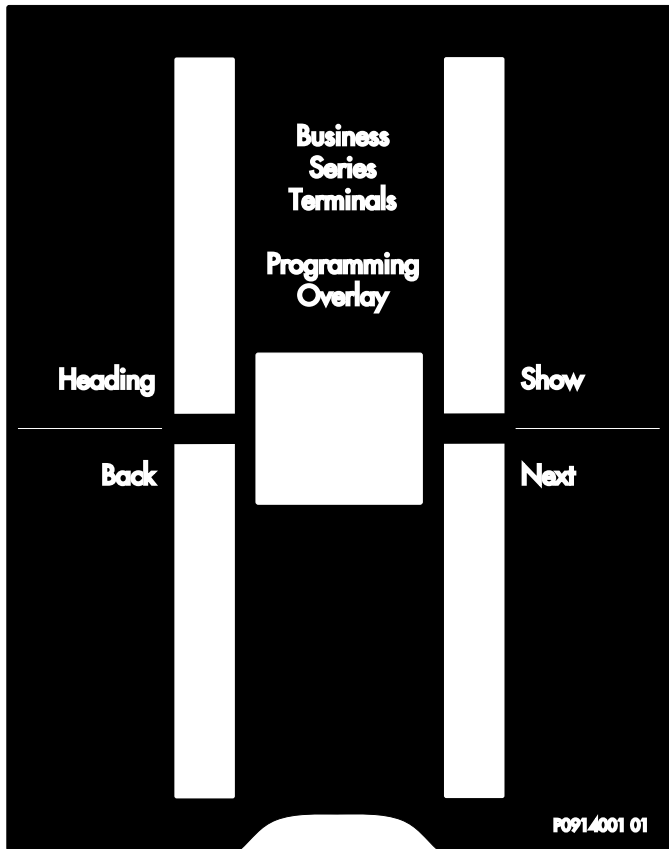 Business
Series
Terminals
Programming
Overlay
Heading
Show
Back
Next
P0914001 01